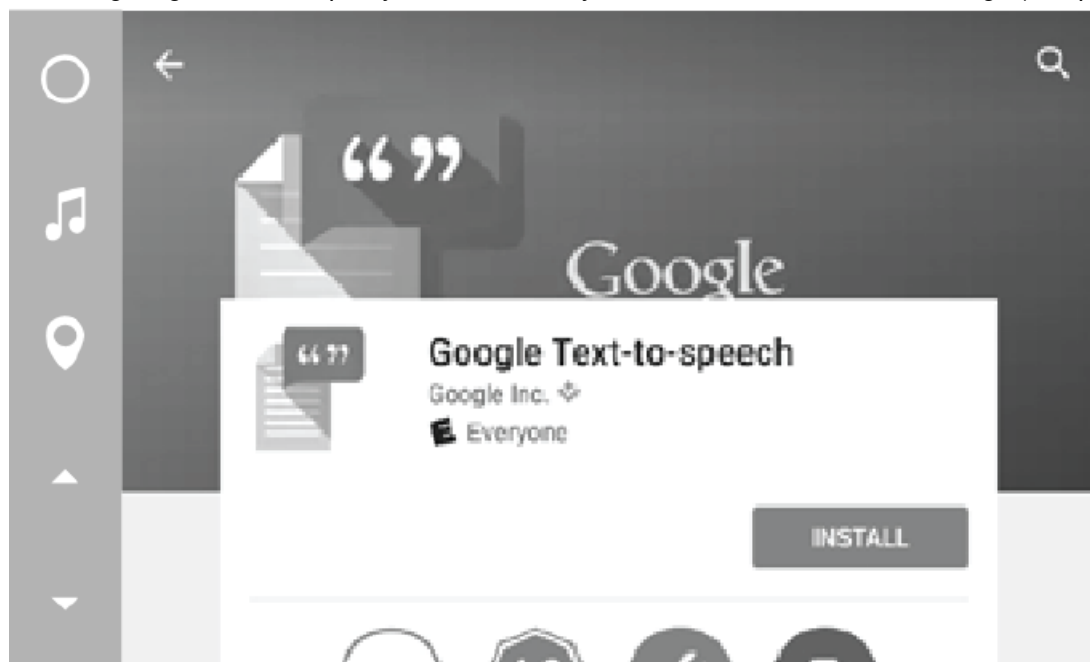 “ ”
Google
“ ”
Google Text-to-speech
Google Inc.
E Everyone
INSTALL